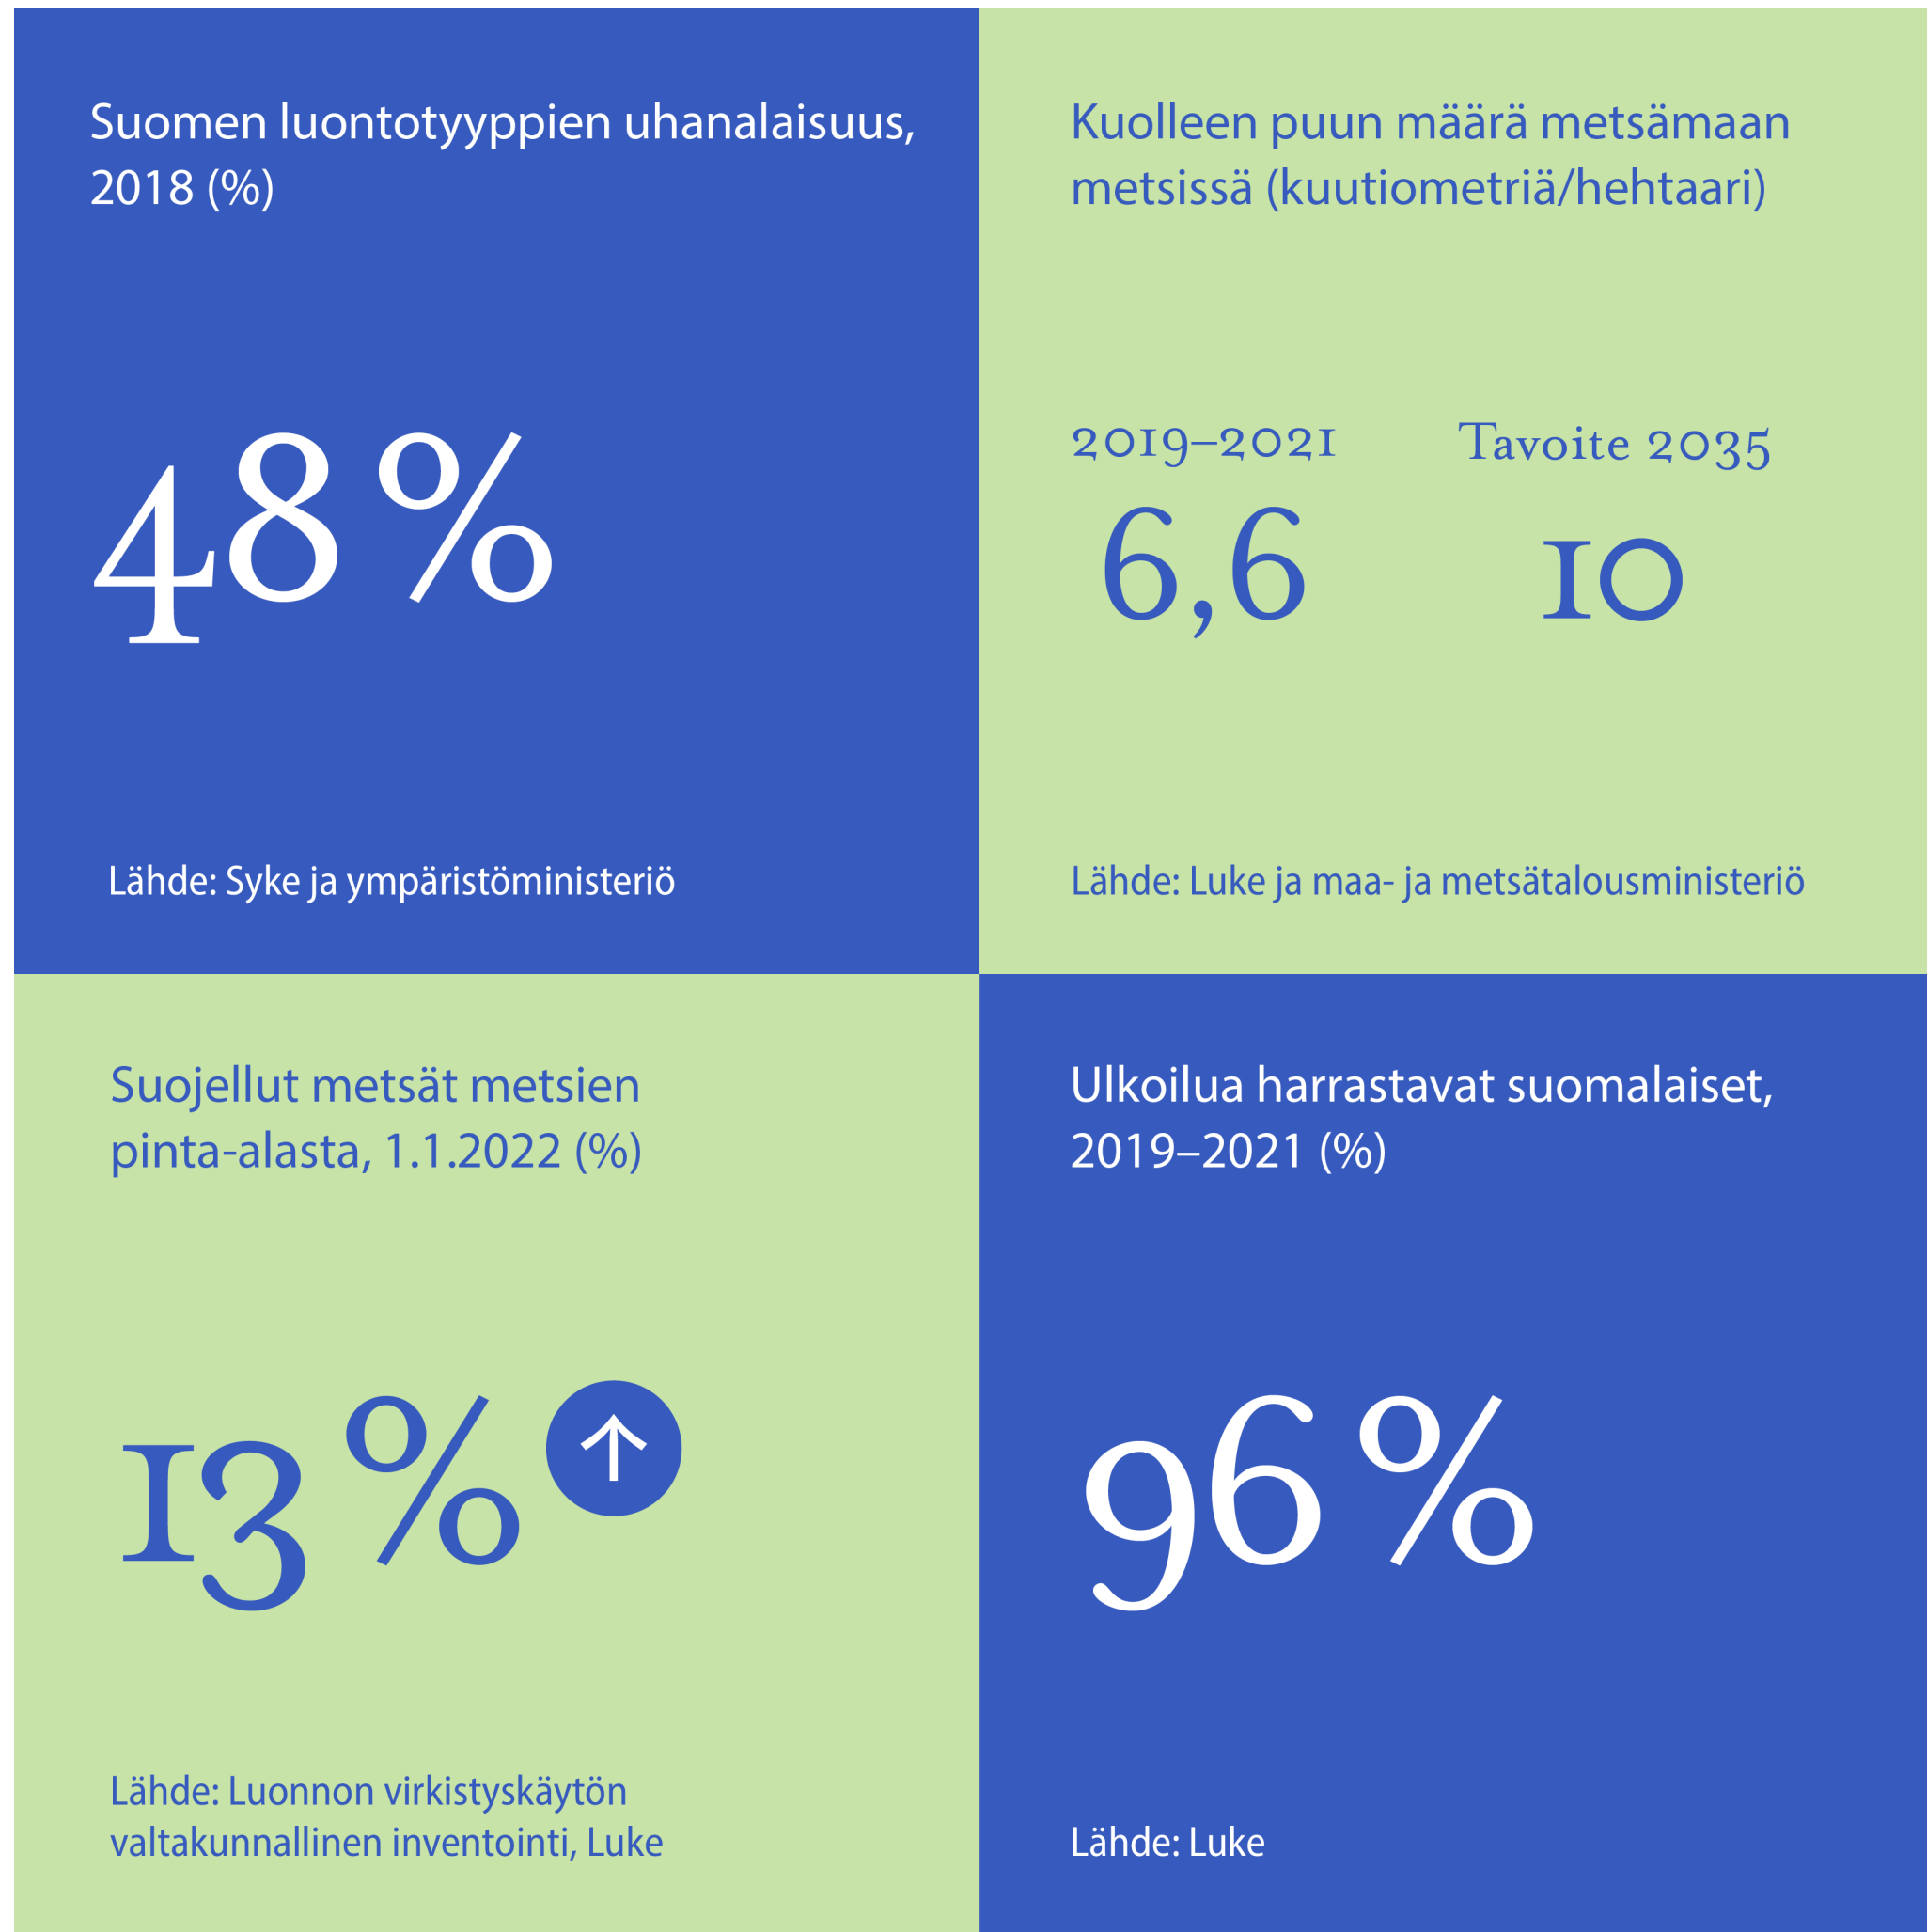 Suomen luontotyyppien uhanalaisuus,
2018 (%)
48 %
Lähde: Syke ja ympäristöministeriö
Kuolleen puun määrä metsämaan
metsissä (kuutiometriä/hehtaari)
2019–2021
6,6
Tavoite 2035
10
Lähde: Luke ja maa- ja metsätalousministeriö
Suojellut metsät metsien
pinta-alasta, 1.1.2022 (%)
13 %
Lähde: Luonnon virkistyskäytön
valtakunnallinen inventointi, Luke
Ulkoilua harrastavat suomalaiset,
2019–2021 (%)
96 %
Lähde: Luke